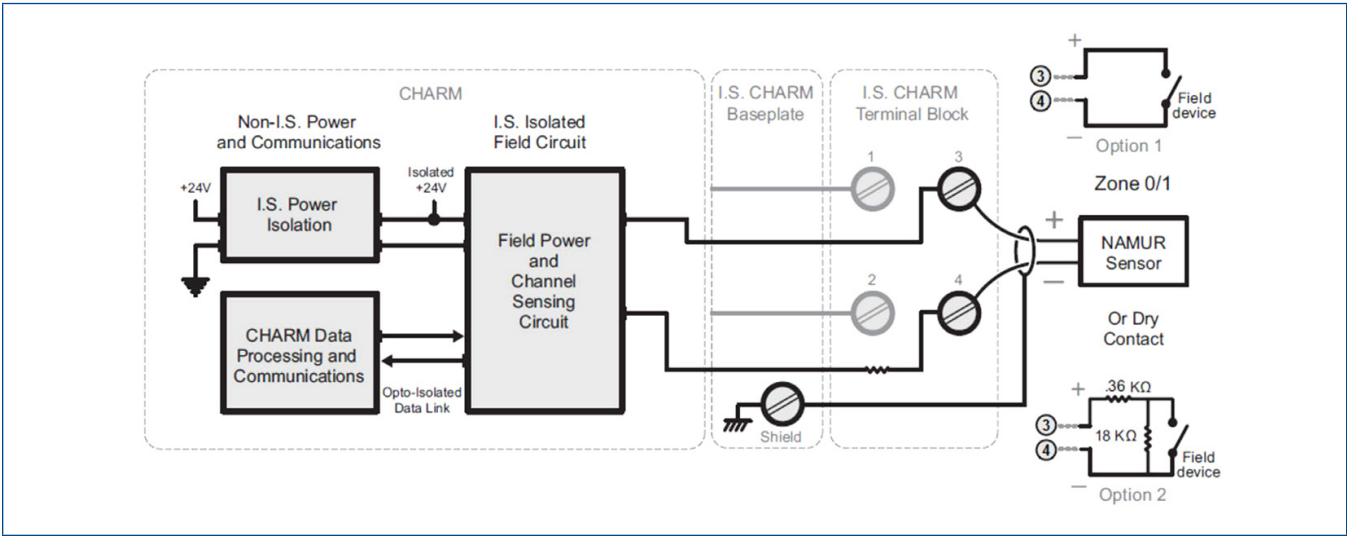 CHARM
Non-I.S. Power
and Communications
I.S. Isolated
Field Circuit
+24V
I.S. Power
Isolation
Isolated
+24V
CHARM Data
Processing and
Communications
Opto-Isolated
Data Link
Field Power
and
Channel
Sensing
Circuit
I.S. CHARM
Baseplate
I.S. CHARM
Terminal Block
1
3
2
4
Shield
+
3
4
Field
device
–
Option 1
Zone 0/1
+
NAMUR
Sensor
–
Or Dry
Contact
+
.36 KΩ
3
18 KΩ
4
Field
device
–
Option 2